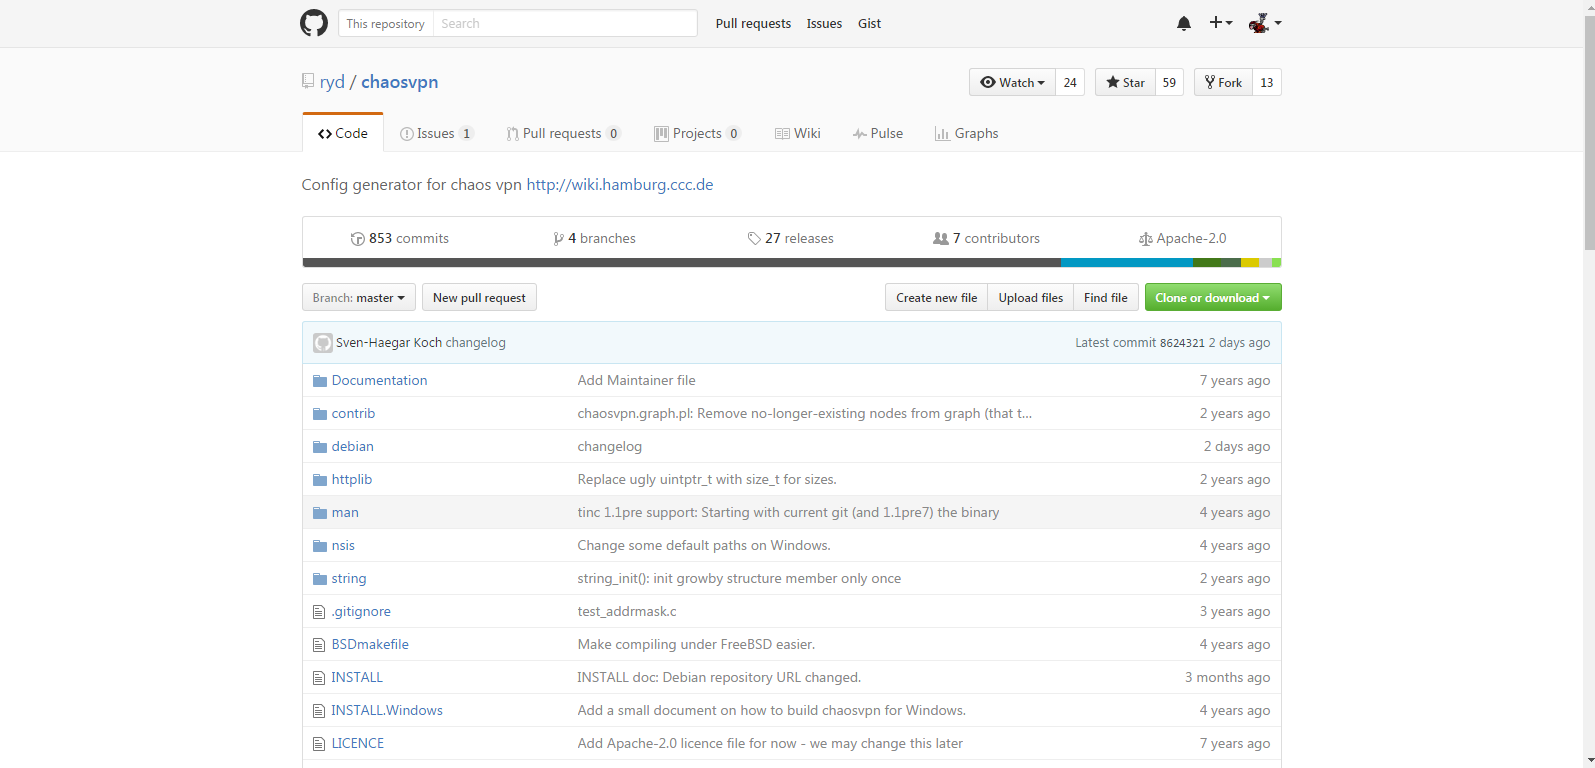 This repository Search Pull requests Issues Gist
ryd / chaosvpn Watch 24 Star 59 Fork 13
Code Issues 1 Pull requests 0 Projects 0 Wiki Pulse Graphs
Config generator for chaos vpn http://wiki.hamburg.ccc.de
853 commits 4 branches 27 releases 7 contributors Apache-2.0
Branch: master New pull request Create new file Upload files Find file Clone or download
Sven-Haegar Koch changelog Latest commit 8624321 2 days ago
Documentation Add Maintainer file 7 years ago
contrib chaosvpn.graph.pl: Remove no-longer-existing nodes from graph (that t... 2 years ago
debian changelog 2 days ago
httplib Replace ugly uintptr_t with size_t for sizes. 2 years ago
man tinc 1.1pre support: Starting with current git (and 1.1pre7) the binary 4 years ago
nsis Change some default paths on Windows. 4 years ago
string string_init(): init growby structure member only once 2 years ago
.gitignore test_addrmask.c 3 years ago
BSDmakefile Make compiling under FreeBSD easier. 4 years ago
INSTALL INSTALL doc: Debian repository URL changed. 3 months ago
INSTALL.Windows Add a small document on how to build chaosvpn for Windows. 4 years ago
LICENCE Add Apache-2.0 licence file for now - we may change this later 7 years ago